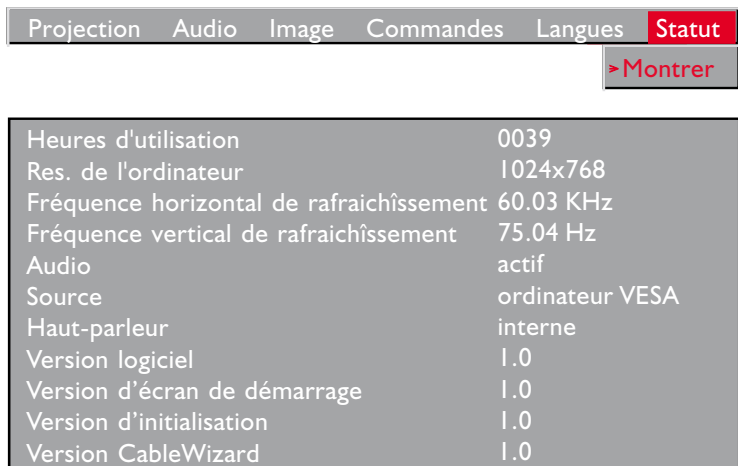 Projection Audio Image Commandes Langues Statut
➤Montrer
Heures d'utilisation 0039
Res. de l'ordinateur 1024x768
Fréquence horizontal de rafraichîssement 60.03 KHz
Fréquence vertical de rafraichîssement 75.04 Hz
Audio actif
Source ordinateur VESA
Haut-parleur interne
Version logiciel 1.0
Version d’écran de démarrage 1.0
Version d’initialisation 1.0
Version CableWizard 1.0